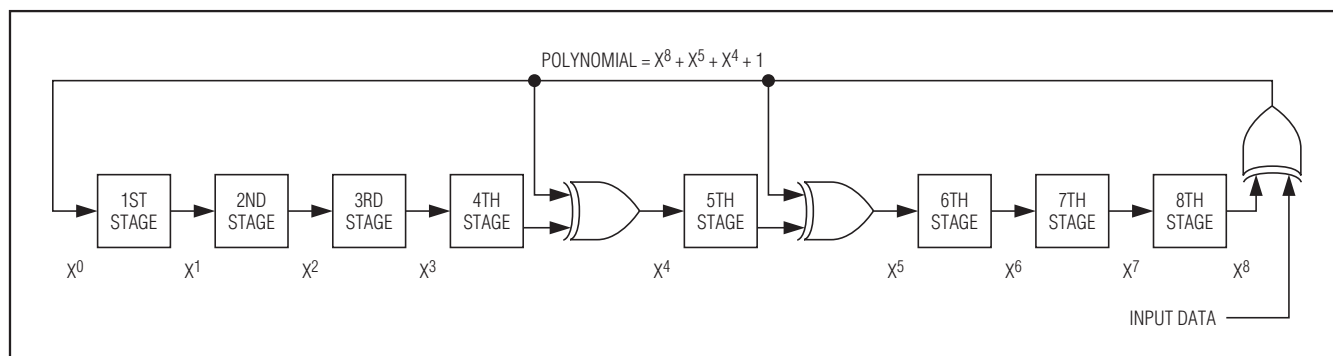 POLYNOMIAL = X⁸ + X⁵ + X⁴ + 1
1ST
STAGE
2ND
STAGE
3RD
STAGE
4TH
STAGE
5TH
STAGE
6TH
STAGE
7TH
STAGE
8TH
STAGE
X⁰ X¹ X² X³ X⁴ X⁵ X⁶ X⁷ X⁸
INPUT DATA